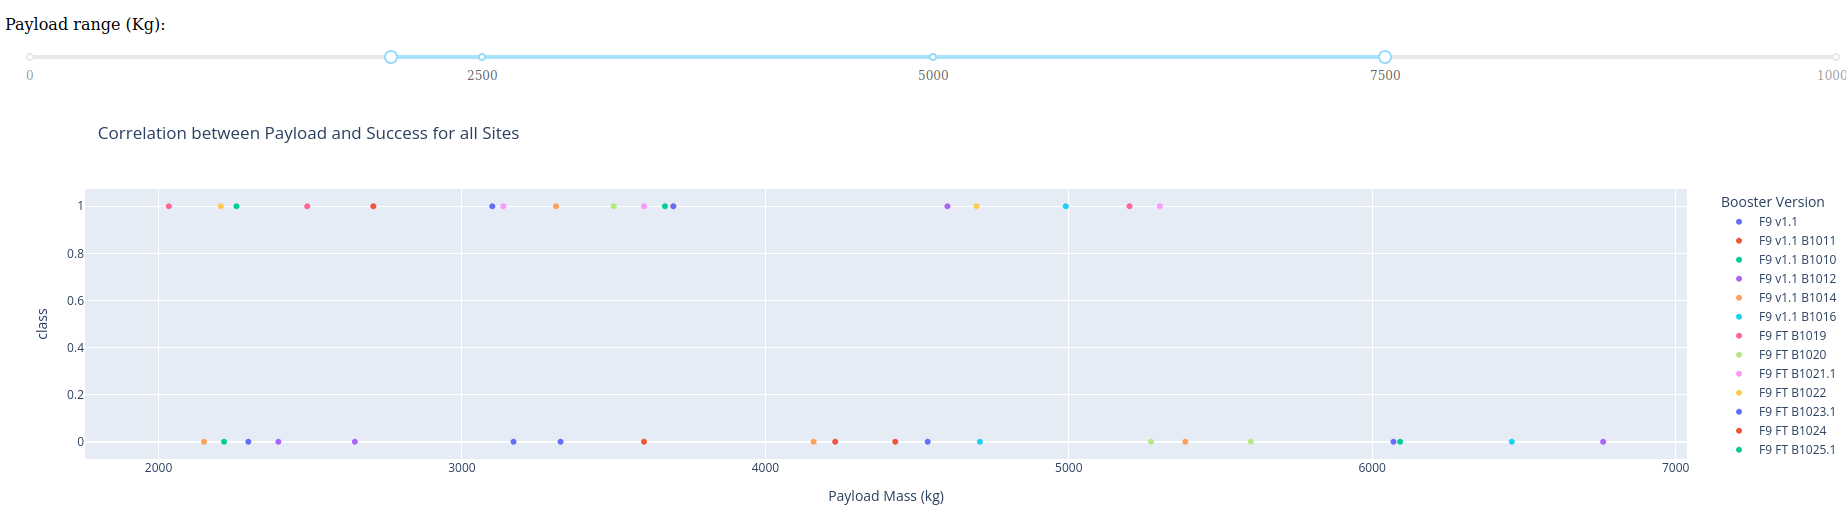 Payload range (Kg):
0 2500 5000 7500 1000
Correlation between Payload and Success for all Sites
1
0.8
0.6
0.4
0.2
0
class
2000 3000 4000 5000 6000 7000
Payload Mass (kg)
Booster Version
F9 v1.1
F9 v1.1 B1011
F9 v1.1 B1010
F9 v1.1 B1012
F9 v1.1 B1014
F9 v1.1 B1016
F9 FT B1019
F9 FT B1020
F9 FT B1021.1
F9 FT B1022
F9 FT B1023.1
F9 FT B1024
F9 FT B1025.1